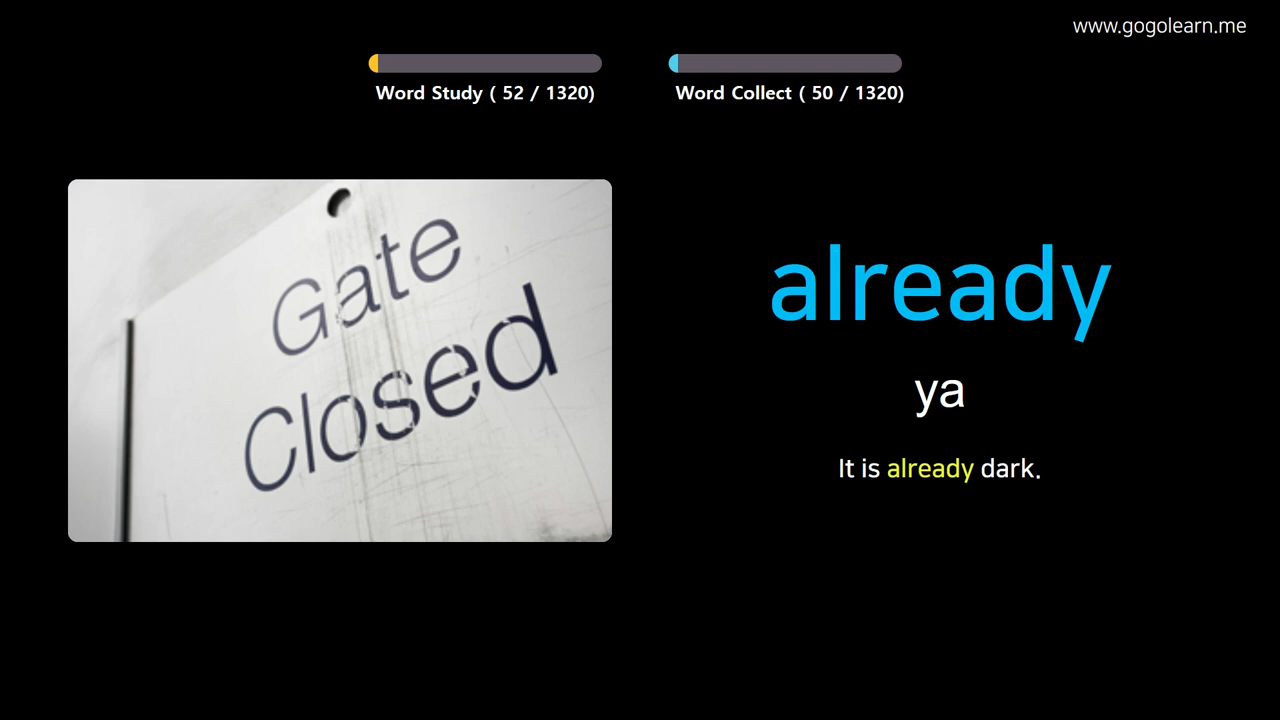 www.gogolearn.me
Word Study ( 52 / 1320)
Word Collect ( 50 / 1320)
Gate
Closed
already
ya
It is already dark.